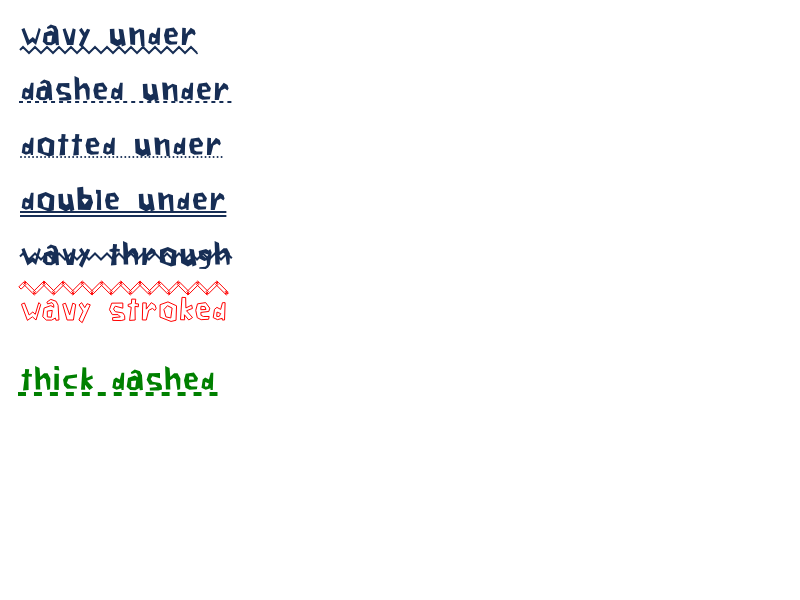 wavy under
dashed under
dotted under
double under
wavy through
wavy stroked
thick dashed